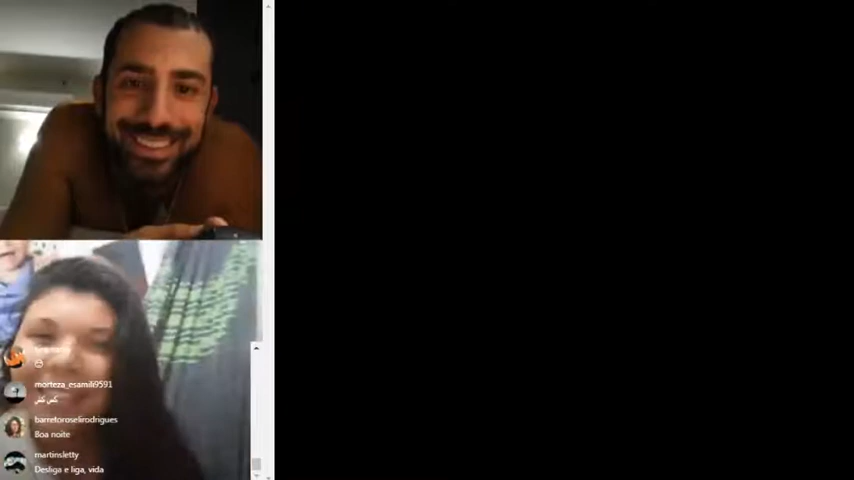 morteza_esamili9591
کس کش
barretoroselirodrigues
Boa noite
martinsletty
Desliga e liga, vida